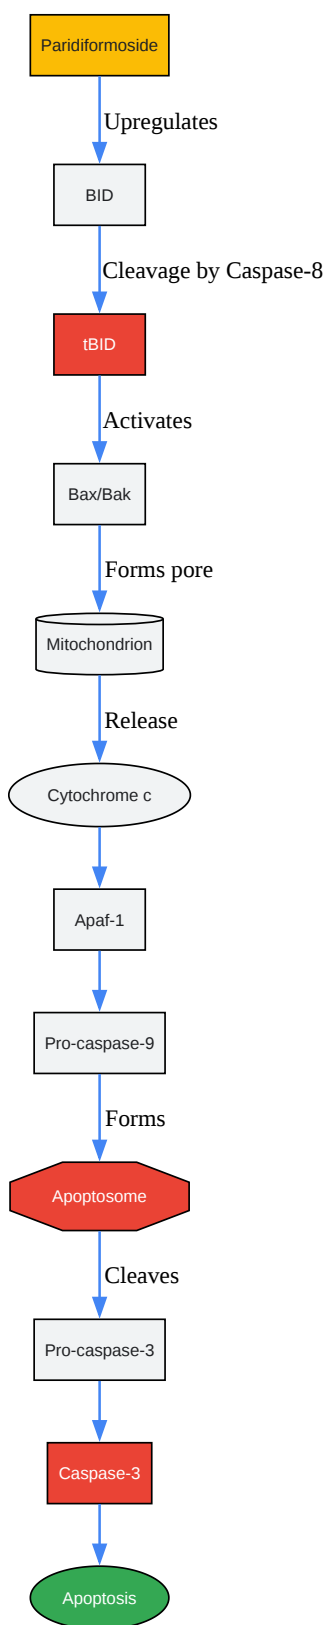 Paridiformoside
Upregulates
BID
Cleavage by Caspase-8
tBID
Activates
Bax/Bak
Forms pore
Mitochondrion
Release
Cytochrome c
Apaf-1
Pro-caspase-9
Forms
Apoptosome
Cleaves
Pro-caspase-3
Caspase-3
Apoptosis